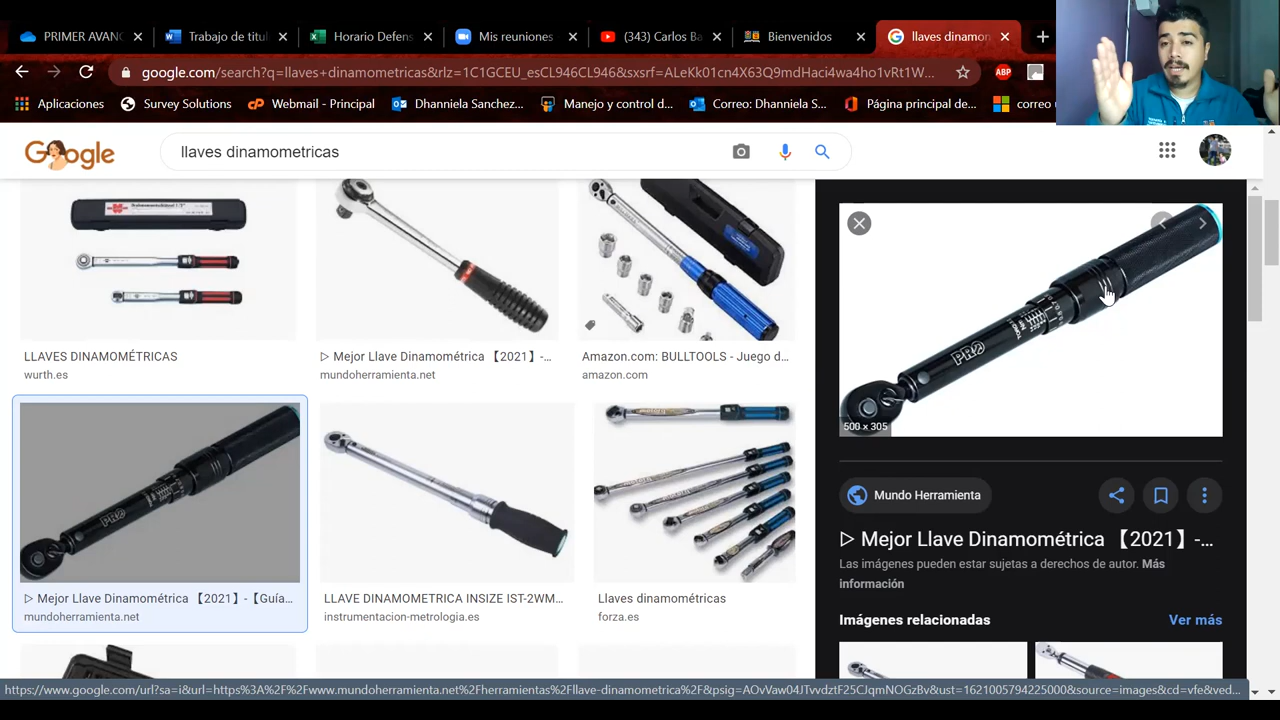 PRIMER AVANC
Trabajo de titul
Horario Defens
Mis reuniones
(343) Carlos Ba
Bienvenidos
llaves dinamon
google.com/search?q=llaves+dinamometricas&rlz=1C1GCEU_esCL946CL946&sxsrf=ALeKk01cn4X63Q9mdHaci4wa4ho1vRt1W...
ABP
Aplicaciones
Survey Solutions
Webmail - Principal
Dhanniela Sanchez...
Manejo y control d...
Correo: Dhanniela S...
Página principal de...
correo
Google
llaves dinamometricas
LLAVES DINAMOMÉTRICAS
wurth.es
▷ Mejor Llave Dinamométrica 【2021】-...
mundoherramienta.net
Amazon.com: BULLTOOLS - Juego d...
amazon.com
PRO
▷ Mejor Llave Dinamométrica 【2021】-【Guía...
mundoherramienta.net
LLAVE DINAMOMETRICA INSIZE IST-2WM...
instrumentacion-metrologia.es
Llaves dinamométricas
forza.es
PRO
500 × 305
Mundo Herramienta
▷ Mejor Llave Dinamométrica 【2021】-...
Las imágenes pueden estar sujetas a derechos de autor. Más
información
Imágenes relacionadas
Ver más
https://www.google.com/url?sa=i&url=https%3A%2F%2Fwww.mundoherramienta.net%2Fherramientas%2Fllave-dinamometrica%2F&psig=AOvVaw04JTvvdztF25CJqmNOGzBv&ust=1621005794225000&source=images&cd=vfe&ved...